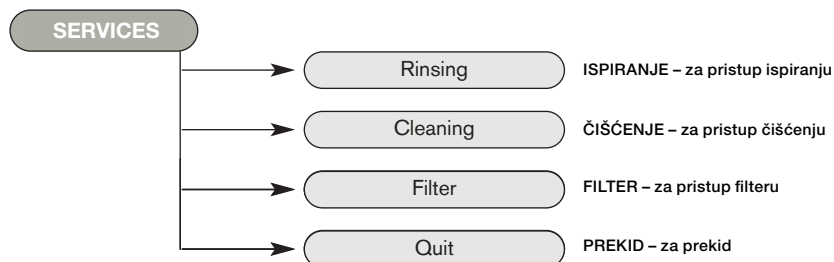 SERVICES
Rinsing ISPIRANJE – za pristup ispiranju
Cleaning ČIŠĆENJE – za pristup čišćenju
Filter FILTER – za pristup filteru
Quit PREKID – za prekid